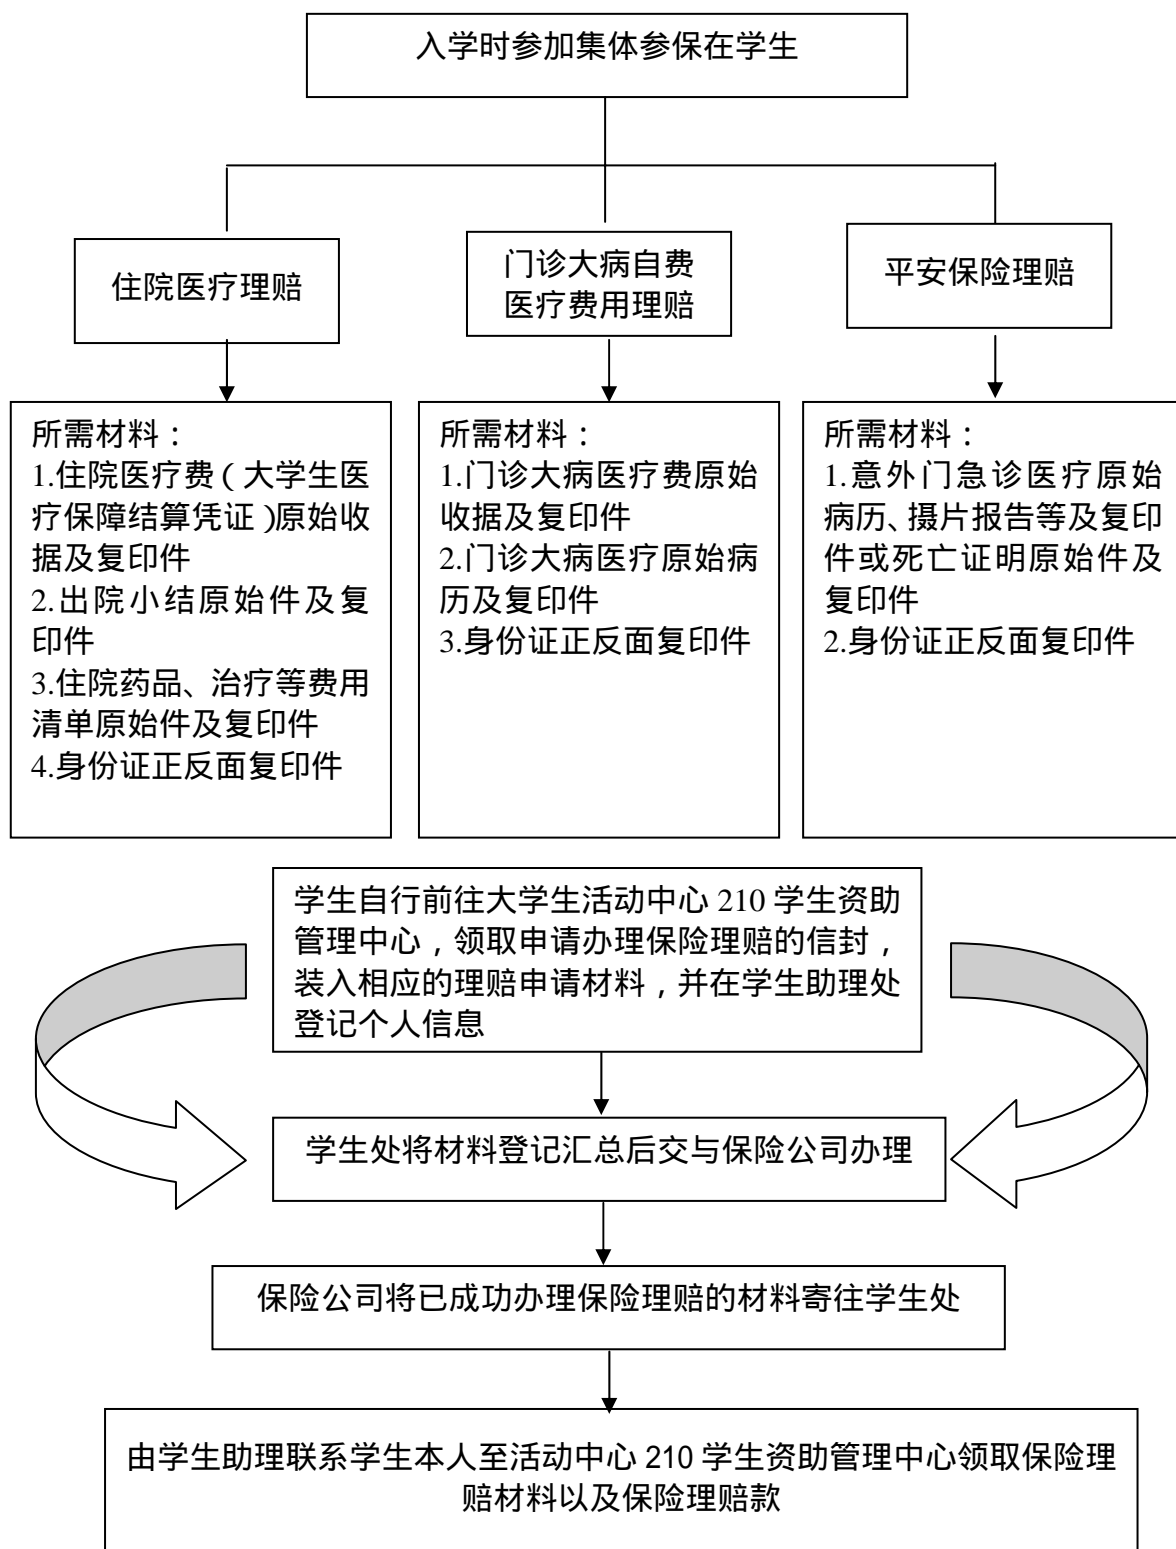 入学时参加集体参保在学生
住院医疗理赔
门诊大病自费
医疗费用理赔
平安保险理赔
所需材料：
1.住院医疗费（大学生医
疗保障结算凭证）原始收
据及复印件
2.出院小结原始件及复
印件
3.住院药品、治疗等费用
清单原始件及复印件
4.身份证正反面复印件
所需材料：
1.门诊大病医疗费原始
收据及复印件
2.门诊大病医疗原始病
历及复印件
3.身份证正反面复印件
所需材料：
1.意外门急诊医疗原始
病历、摄片报告等及复印
件或死亡证明原始件及
复印件
2.身份证正反面复印件
学生自行前往大学生活动中心 210 学生资助
管理中心，领取申请办理保险理赔的信封，
装入相应的理赔申请材料，并在学生助理处
登记个人信息
学生处将材料登记汇总后交与保险公司办理
保险公司将已成功办理保险理赔的材料寄往学生处
由学生助理联系学生本人至活动中心 210 学生资助管理中心领取保险理
赔材料以及保险理赔款